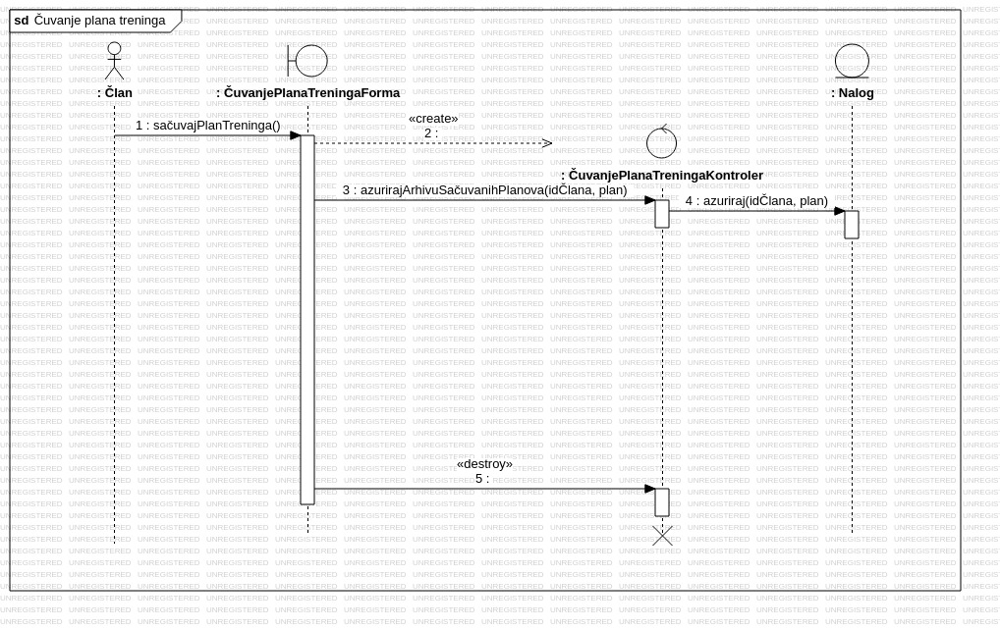 sd Čuvanje plana treninga
: Član
: ČuvanjePlanaTreningaForma
: Nalog
«create»
1 : sačuvajPlanTreninga()
2 :
: ČuvanjePlanaTreningaKontroler
3 : azurirajArhivuSačuvanihPlanova(idČlana, plan)
4 : azuriraj(idČlana, plan)
«destroy»
5 :
UNREGISTERED